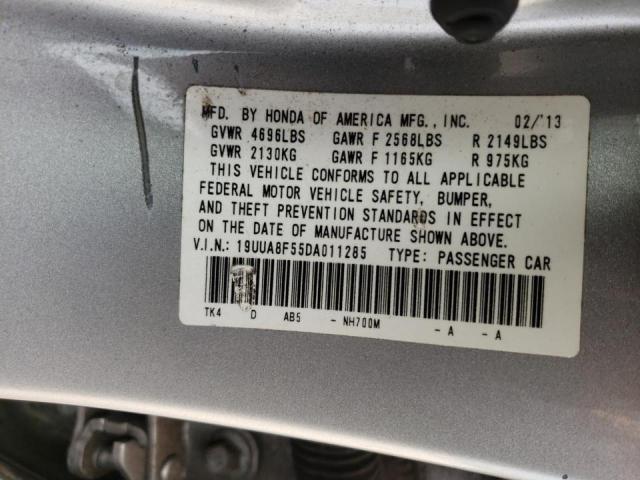 MFD. BY HONDA OF AMERICA MFG., INC. 02/'13
GVWR 4696LBS GAWR F 2568LBS R 2149LBS
GVWR 2130KG GAWR F 1165KG R 975KG
THIS VEHICLE CONFORMS TO ALL APPLICABLE
FEDERAL MOTOR VEHICLE SAFETY, BUMPER,
AND THEFT PREVENTION STANDARDS IN EFFECT
ON THE DATE OF MANUFACTURE SHOWN ABOVE.
V.I.N.: 19UUA8F55DA011285 TYPE: PASSENGER CAR
TK4 D AB5 - NH700M - A - A